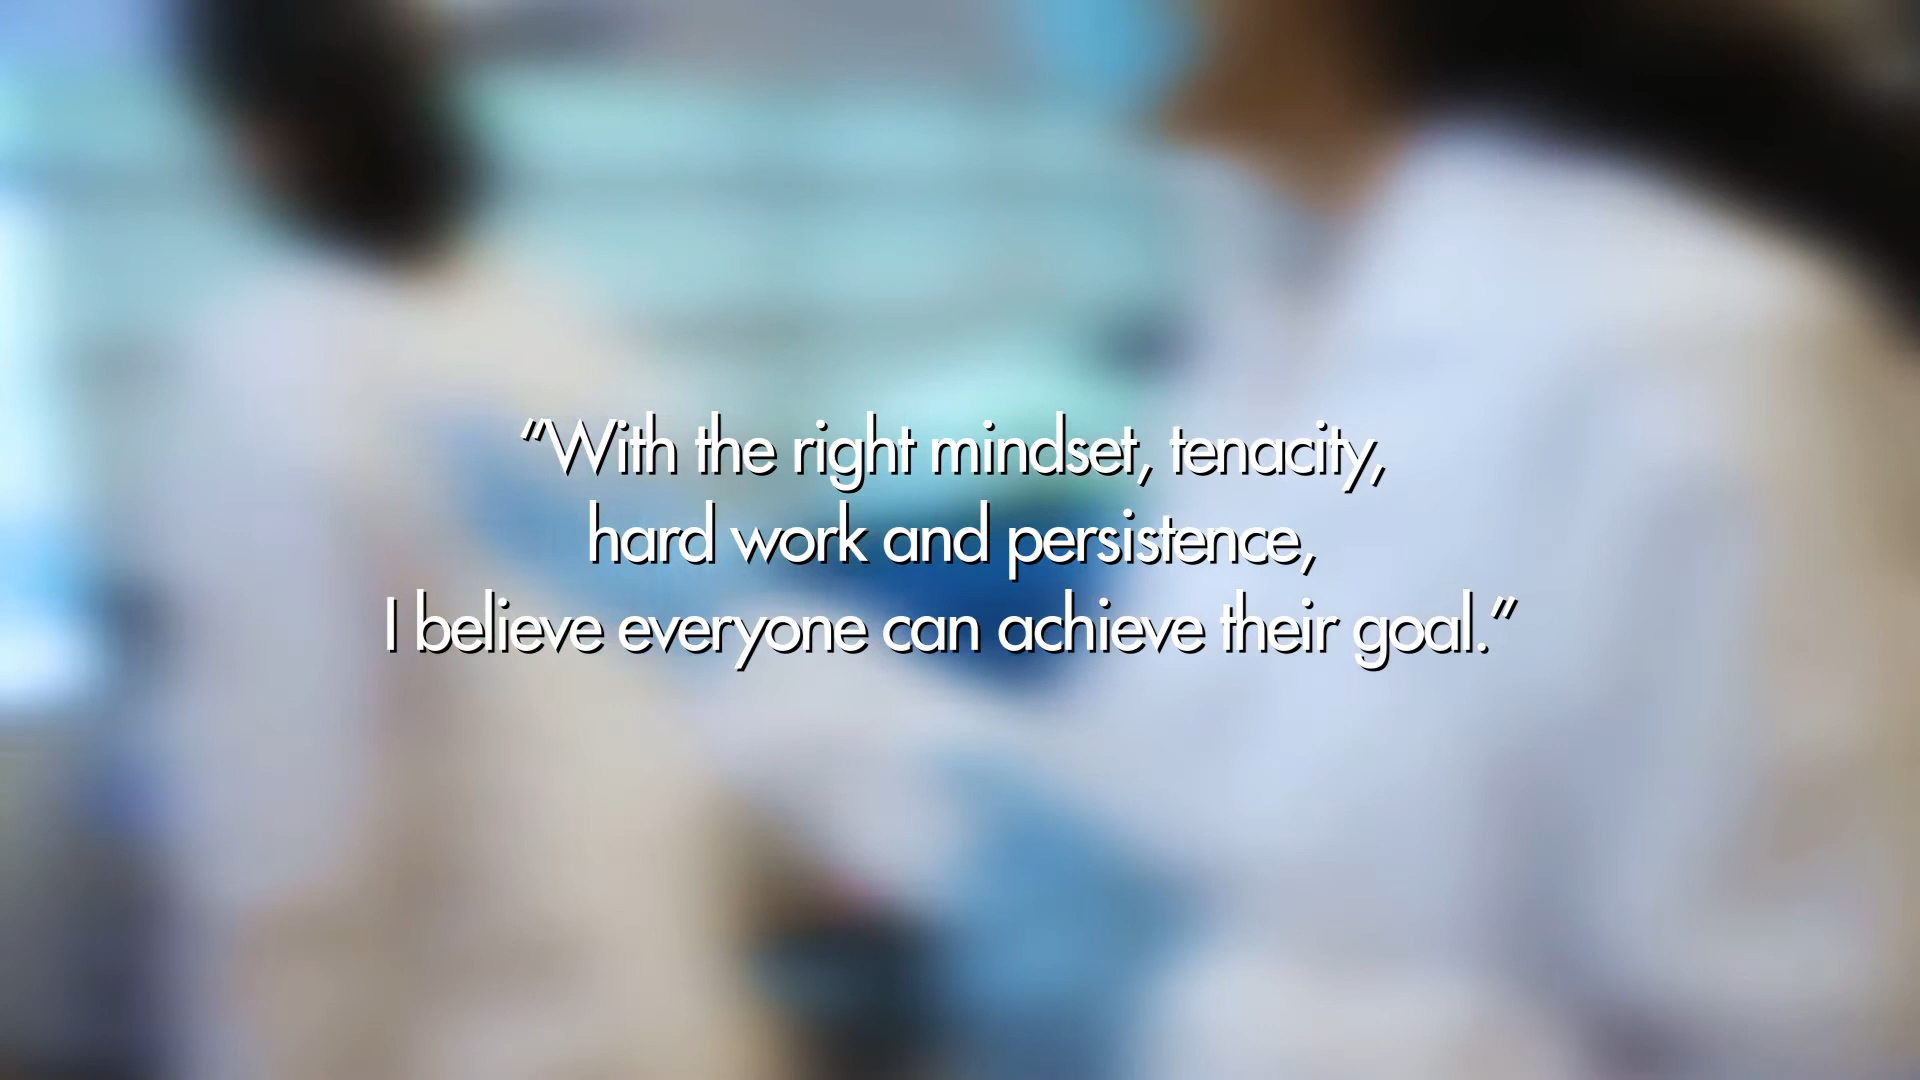 “With the right mindset, tenacity,
hard work and persistence,
I believe everyone can achieve their goal.”